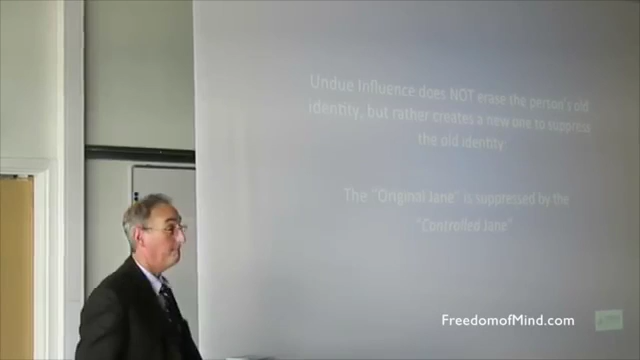 Undue Influence does NOT erase the person's old
identity, but rather creates a new one to suppress
the old identity
The "Original Jane" is suppressed by the
"Controlled Jane"
FreedomofMind.com